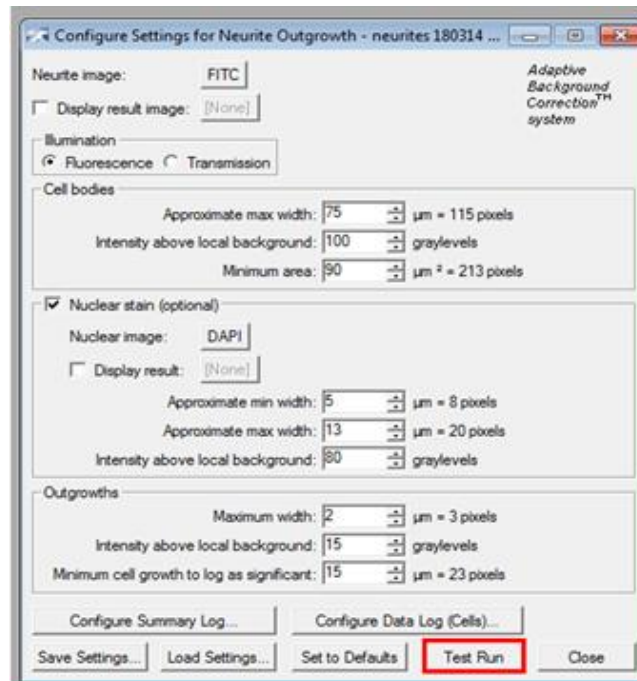 Configure Settings for Neurite Outgrowth - neurites 180314 ...
Neurite image: FITC
Display result image: [None]
Adaptive
Background
Correction™
system
Illumination
Fluorescence Transmission
Cell bodies
Approximate max width: 75 µm = 115 pixels
Intensity above local background: 100 graylevels
Minimum area: 90 µm ² = 213 pixels
Nuclear stain (optional)
Nuclear image: DAPI
Display result: [None]
Approximate min width: 5 µm = 8 pixels
Approximate max width: 13 µm = 20 pixels
Intensity above local background: 80 graylevels
Outgrowths
Maximum width: 2 µm = 3 pixels
Intensity above local background: 15 graylevels
Minimum cell growth to log as significant: 15 µm = 23 pixels
Configure Summary Log... Configure Data Log (Cells)...
Save Settings... Load Settings... Set to Defaults Test Run Close